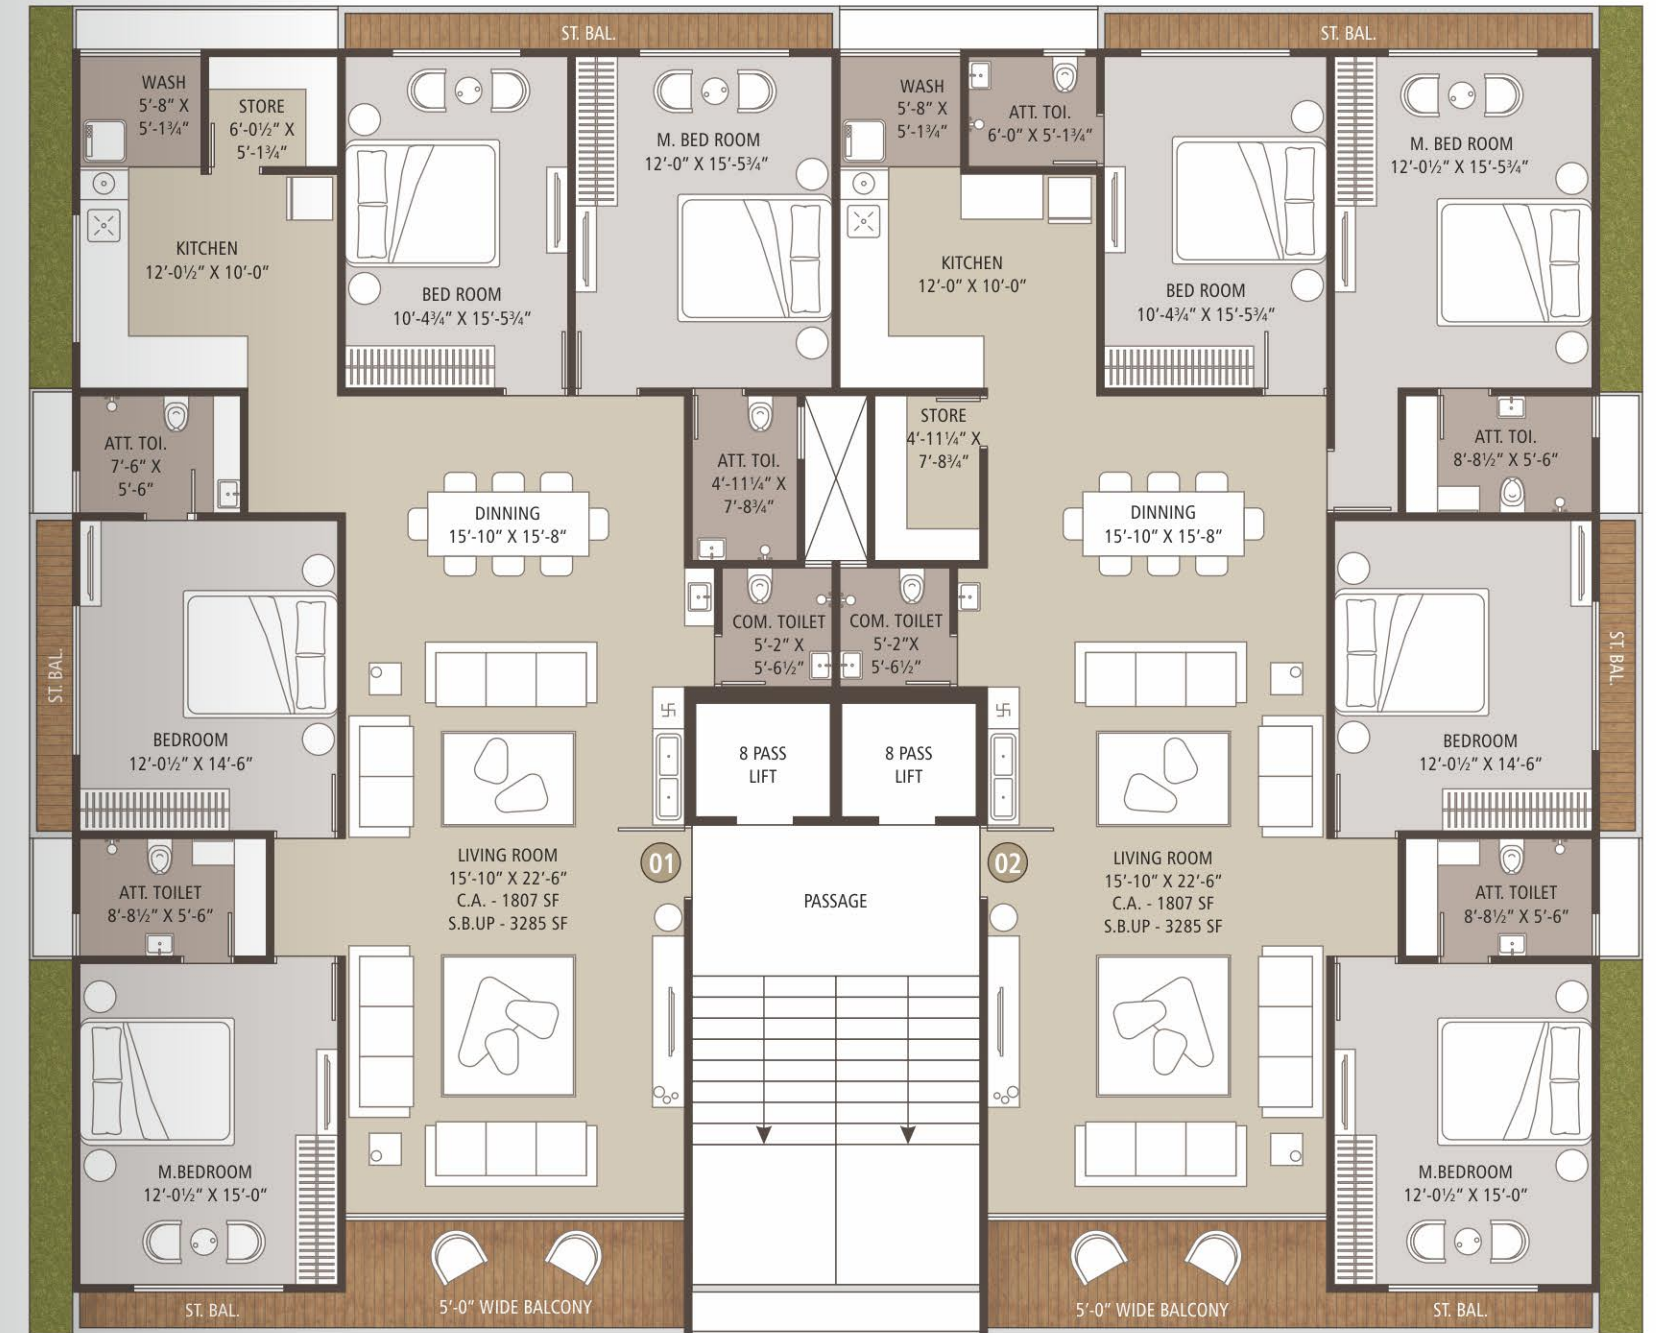 ST. BAL.
ST. BAL.
WASH
5'-8" X
5'-1¾"
STORE
6'-0½" X
5'-1¾"
M. BED ROOM
12'-0" X 15'-5¾"
WASH
5'-8" X
5'-1¾"
ATT. TOI.
6'-0" X 5'-1¾"
M. BED ROOM
12'-0½" X 15'-5¾"
KITCHEN
12'-0½" X 10'-0"
BED ROOM
10'-4¾" X 15'-5¾"
KITCHEN
12'-0" X 10'-0"
BED ROOM
10'-4¾" X 15'-5¾"
ATT. TOI.
7'-6" X
5'-6"
DINNING
15'-10" X 15'-8"
ATT. TOI.
4'-11¼" X
7'-8¾"
STORE
4'-11¼" X
7'-8¾"
DINNING
15'-10" X 15'-8"
ATT. TOI.
8'-8½" X 5'-6"
COM. TOILET
5'-2" X
5'-6½"
COM. TOILET
5'-2"X
5'-6½"
ST. BAL.
BEDROOM
12'-0½" X 14'-6"
8 PASS
LIFT
8 PASS
LIFT
BEDROOM
12'-0½" X 14'-6"
ST. BAL.
ATT. TOILET
8'-8½" X 5'-6"
LIVING ROOM
15'-10" X 22'-6"
C.A. - 1807 SF
S.B.UP - 3285 SF
01
PASSAGE
02
LIVING ROOM
15'-10" X 22'-6"
C.A. - 1807 SF
S.B.UP - 3285 SF
ATT. TOILET
8'-8½" X 5'-6"
M.BEDROOM
12'-0½" X 15'-0"
M.BEDROOM
12'-0½" X 15'-0"
ST. BAL.
5'-0" WIDE BALCONY
5'-0" WIDE BALCONY
ST. BAL.